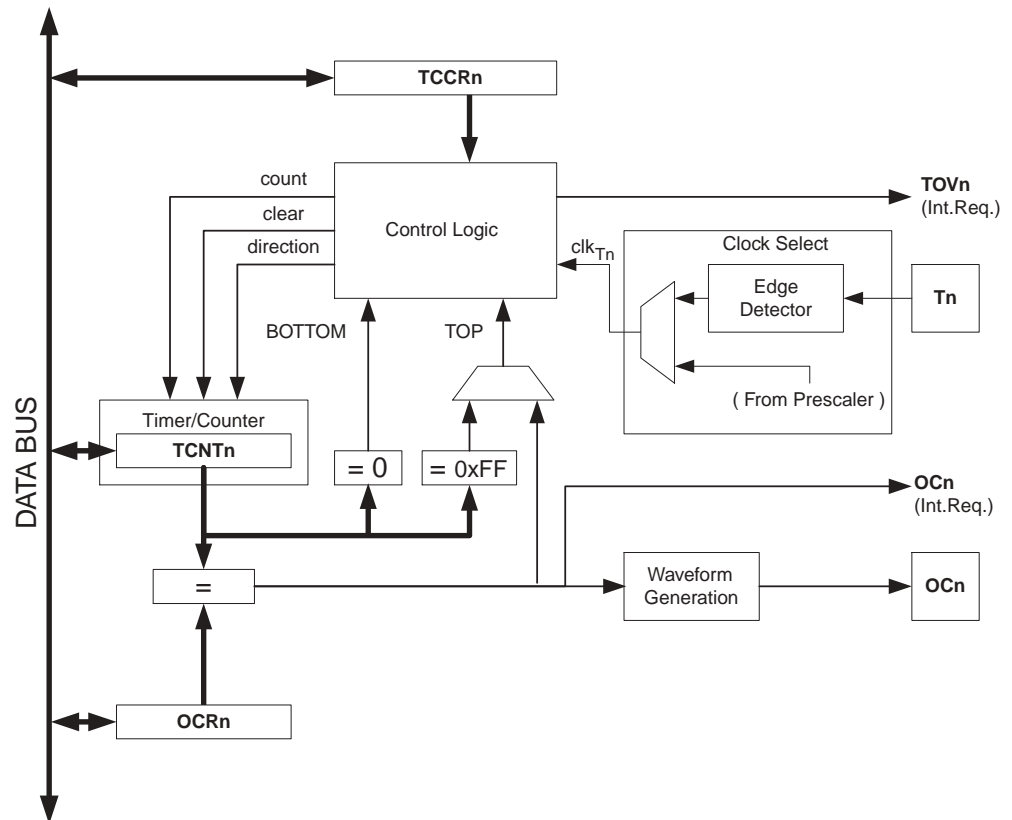 TCCRn
count
clear
direction
Control Logic
TOVn
(Int.Req.)
clkTn
Clock Select
Edge
Detector
Tn
( From Prescaler )
BOTTOM
TOP
DATA BUS
Timer/Counter
TCNTn
= 0
= 0xFF
OCn
(Int.Req.)
=
Waveform
Generation
OCn
OCRn